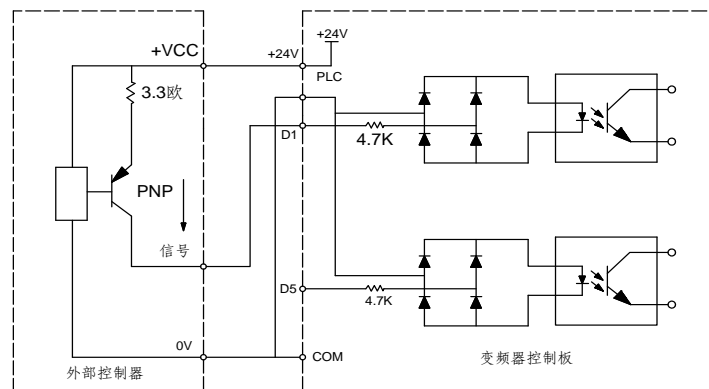 +24V
+VCC
+24V
PLC
3.3欧
D1
4.7K
PNP
信号
D5
4.7K
0V
COM
外部控制器
变频器控制板